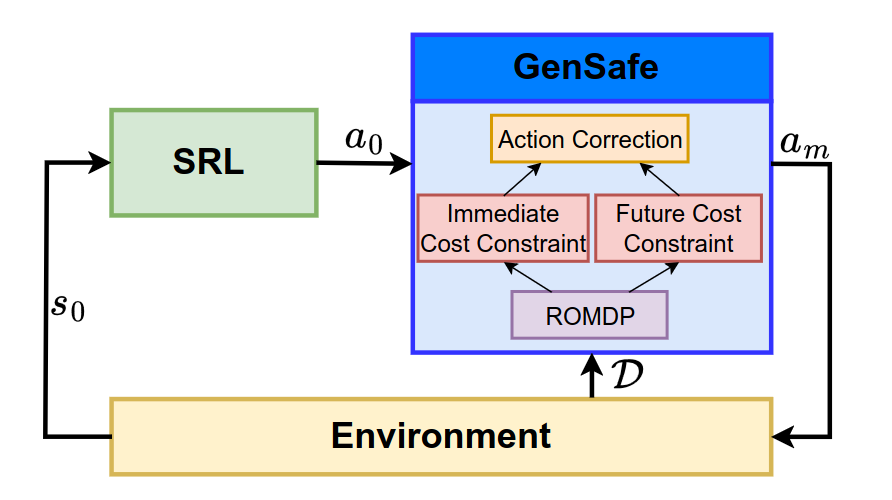 GenSafe
SRL
a₀
Action Correction
aₘ
Immediate
Cost Constraint
Future Cost
Constraint
ROMDP
s₀
𝒟
Environment